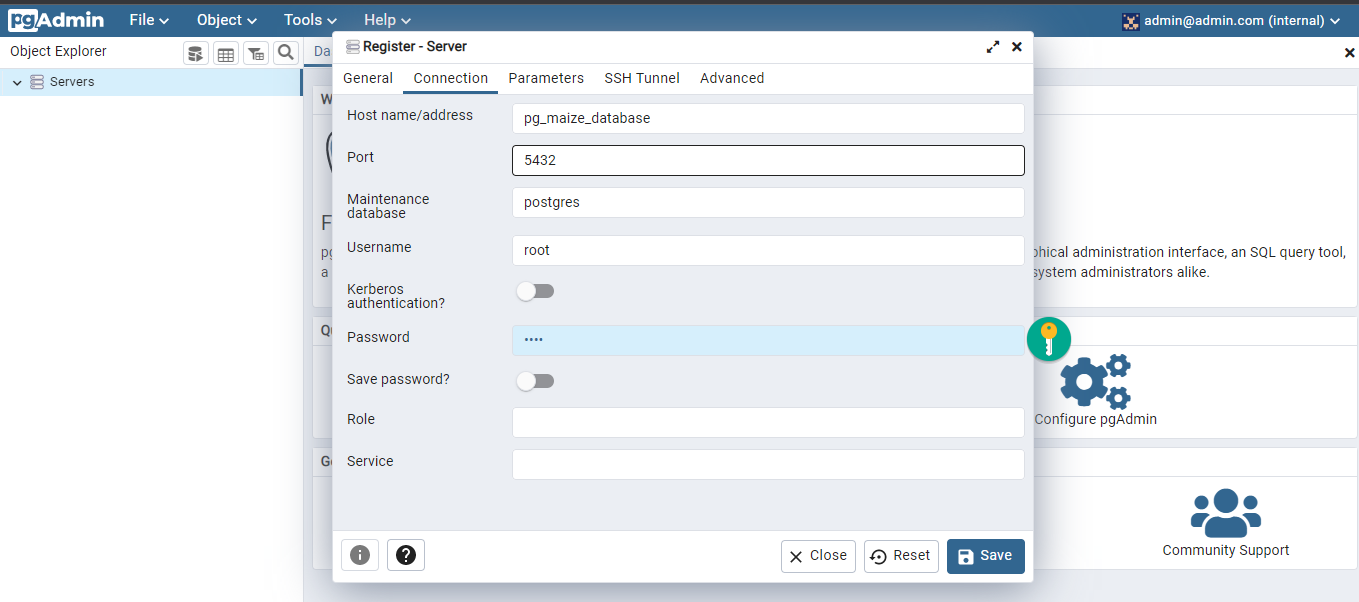 pgAdmin File Object Tools Help admin@admin.com (internal)
Object Explorer
Da
Servers
Register - Server
General Connection Parameters SSH Tunnel Advanced
Host name/address pg_maize_database
Port 5432
Maintenance
database
postgres
Username root
Kerberos
authentication?
Password ••••
Save password?
Role
Service
Close Reset Save
W
F
pg
a
phical administration interface, an SQL query tool,
system administrators alike.
Qu
Configure pgAdmin
Ge
Community Support